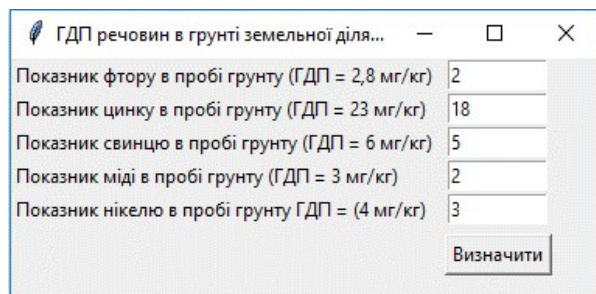 ГДП речовин в грунті земельної діля...
Показник фтору в пробі грунту (ГДП = 2,8 мг/кг) 2
Показник цинку в пробі грунту (ГДП = 23 мг/кг) 18
Показник свинцю в пробі грунту (ГДП = 6 мг/кг) 5
Показник міді в пробі грунту (ГДП = 3 мг/кг) 2
Показник нікелю в пробі грунту ГДП = (4 мг/кг) 3
Визначити